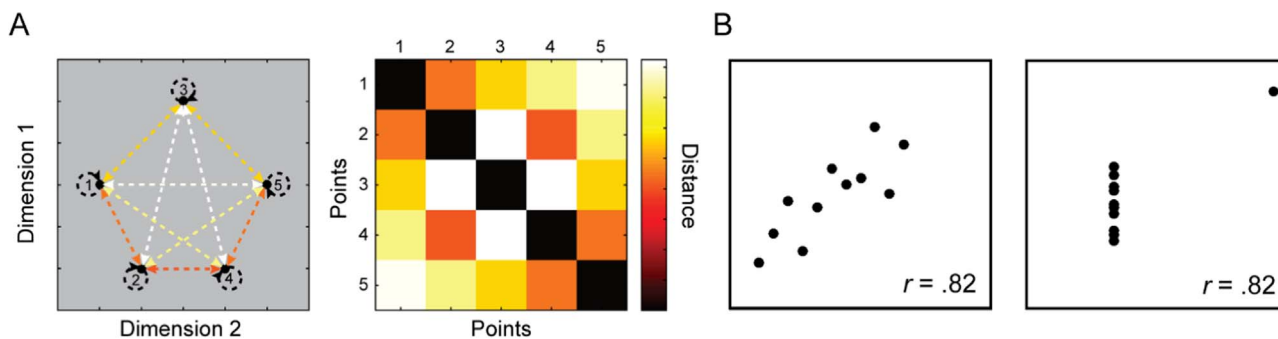 A
B
1 2 3 4 5
3
1
5
2
4
Dimension 1
Dimension 2
1
2
3
4
5
Points
Points
Distance
r = .82
r = .82